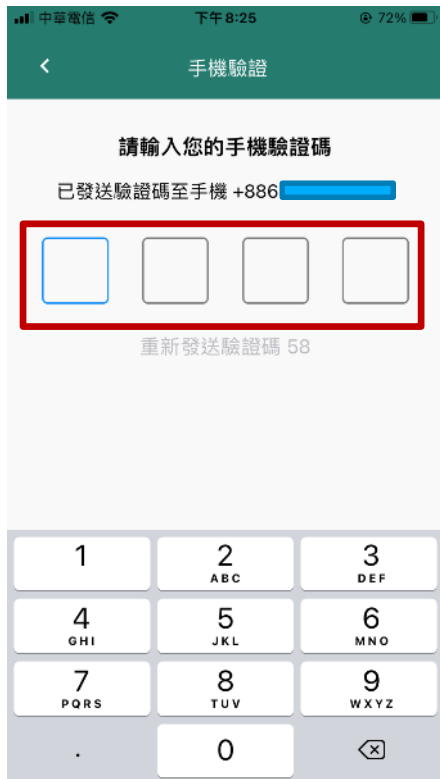 中華電信 下午8:25 72%
手機驗證
請輸入您的手機驗證碼
已發送驗證碼至手機 +886
重新發送驗證碼 58
1 2 3
ABC DEF
4 5 6
GHI JKL MNO
7 8 9
PQRS TUV WXYZ
. 0